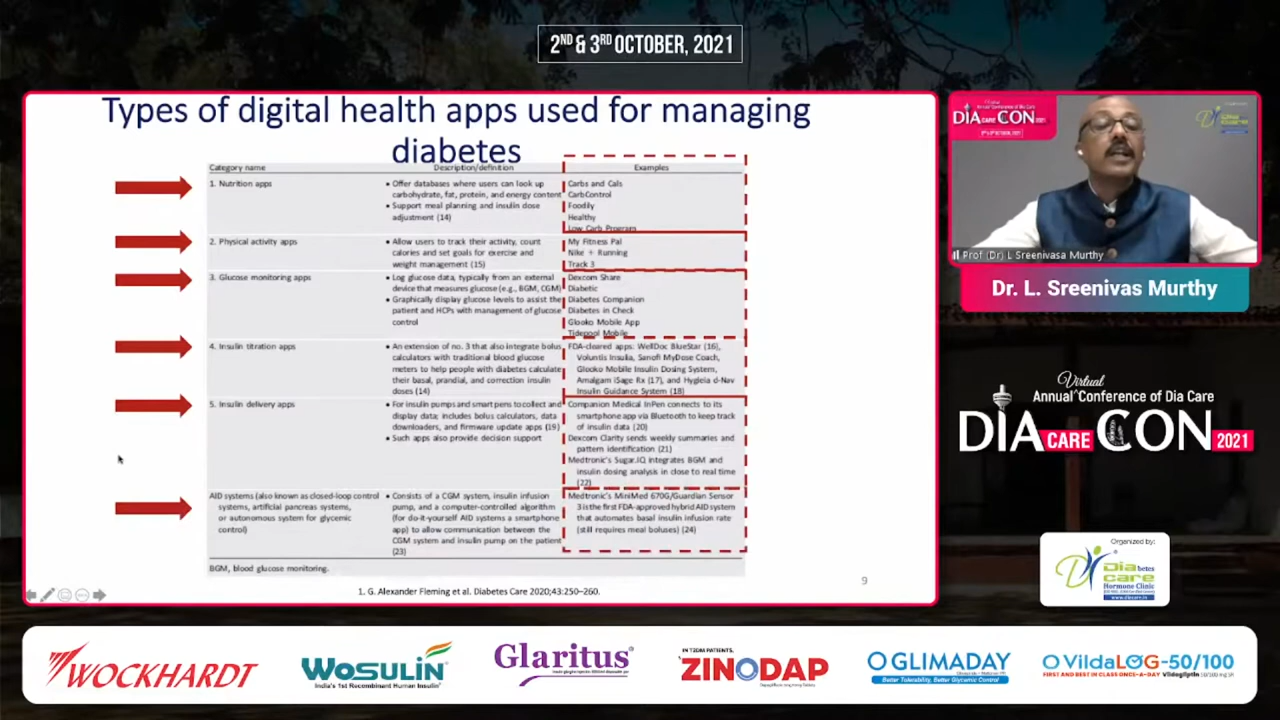 2ND & 3RD OCTOBER, 2021
Types of digital health apps used for managing
diabetes
Category name
Description/definition
Examples
1. Nutrition apps
• Offer databases where users can look up
carbohydrate, fat, protein, and energy content
• Support meal planning and insulin dose
adjustment (14)
Carbs and Cals
CarbControl
Foodily
Healthy
Low Carb Program
2. Physical activity apps
• Allow users to track their activity, count
calories and set goals for exercise and
weight management (15)
My Fitness Pal
Nike + Running
Track 3
3. Glucose monitoring apps
• Log glucose data, typically from an external
device that measures glucose (e.g., BGM, CGM)
• Graphically display glucose levels to assist the
patient and HCPs with management of glucose
control
Dexcom Share
Diabetic
Diabetes Companion
Diabetes in Check
Glooko Mobile App
Tidepool Mobile
4. Insulin titration apps
• An extension of no. 3 that also integrate bolus
calculators with traditional blood glucose
meters to help people with diabetes calculate
their basal, prandial, and correction insulin
doses (14)
FDA-cleared apps: WellDoc BlueStar (16),
Voluntis Insulia, Sanofi MyDose Coach,
Glooko Mobile Insulin Dosing System,
Amalgam iSage Rx (17), and Hygieia d-Nav
Insulin Guidance System (18)
5. Insulin delivery apps
• For insulin pumps and smart pens to collect and
display data; includes bolus calculators, data
downloaders, and firmware update apps (19)
• Such apps also provide decision support
Companion Medical InPen connects to its
smartphone app via Bluetooth to keep track
of insulin data (20)
Dexcom Clarity sends weekly summaries and
pattern identification (21)
Medtronic's Sugar.IQ integrates BGM and
insulin dosing analysis in close to real time
(22)
AID systems (also known as closed-loop control
systems, artificial pancreas systems,
or autonomous system for glycemic
control)
• Consists of a CGM system, insulin infusion
pump, and a computer-controlled algorithm
(for do-it-yourself AID systems a smartphone
app) to allow communication between the
CGM system and insulin pump on the patient
(23)
Medtronic's MiniMed 670G/Guardian Sensor
3 is the first FDA-approved hybrid AID system
that automates basal insulin infusion rate
(still requires meal boluses) (24)
BGM, blood glucose monitoring.
9
1. G. Alexander Fleming et al. Diabetes Care 2020;43:250–260.
DIA CARE CON 2021
Prof (Dr) L Sreenivasa Murthy
Dr. L. Sreenivas Murthy
Virtual
Annual Conference of Dia Care
DIA CARE CON 2021
Organized by:
Diabetes
care
Hormone Clinic
WOCKHARDT
WOSULIN
India's 1st Recombinant Human Insulin
Glaritus
IN T2DM PATIENTS,
ZINODAP
GLIMADAY
Better Tolerability, Better Glycemic Control
VildaLOG-50/100
FIRST AND BEST IN CLASS ONCE-A-DAY Vildagliptin 50/100 mg SR